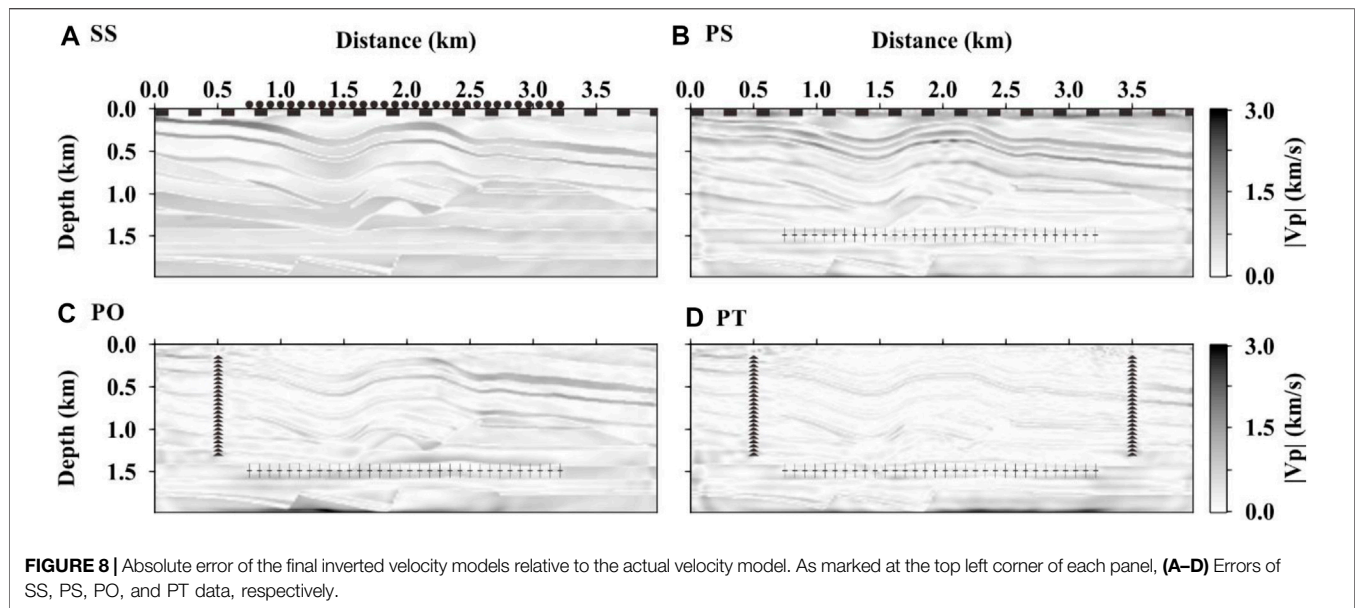 A SS
Distance (km)
B PS
Distance (km)
0.0 0.5 1.0 1.5 2.0 2.5 3.0 3.5
0.0 0.5 1.0 1.5 2.0 2.5 3.0 3.5
0.0
0.5
1.0
1.5
Depth (km)
3.0
1.5
0.0
|Vp| (km/s)
C PO
D PT
0.0
0.5
1.0
1.5
Depth (km)
3.0
1.5
0.0
|Vp| (km/s)
FIGURE 8 | Absolute error of the final inverted velocity models relative to the actual velocity model. As marked at the top left corner of each panel, (A–D) Errors of
SS, PS, PO, and PT data, respectively.